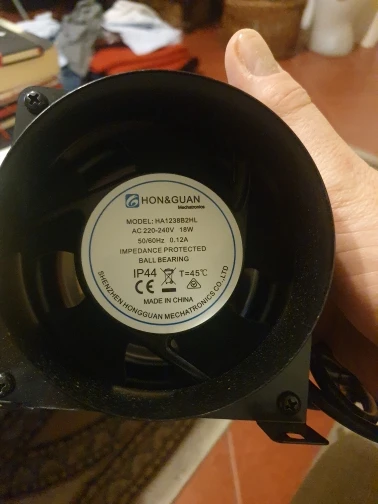 HON&GUAN
Mechatronics
MODEL: HA1238B2HL
AC 220-240V 18W
50/60Hz 0.12A
IMPEDANCE PROTECTED
BALL BEARING
IP44 T=45℃
CE
MADE IN CHINA
SHENZHEN HONGGUAN MECHATRONICS CO.,LTD